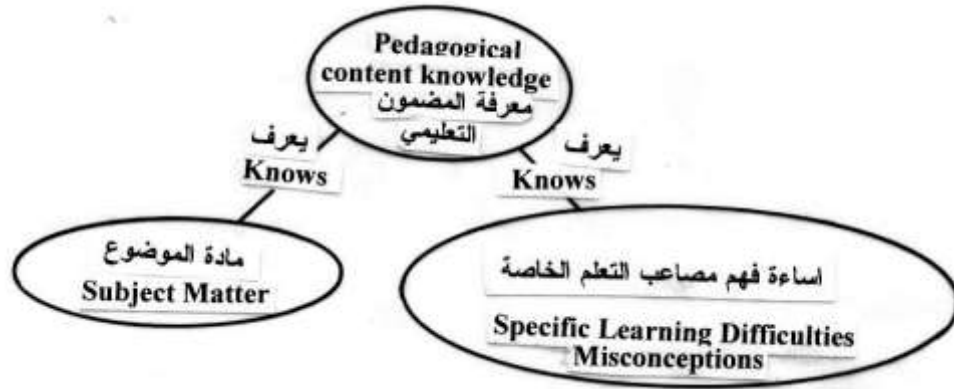 Pedagogical
content knowledge
معرفة المضمون
التعليمي
يعرف
Knows
يعرف
Knows
مادة الموضوع
Subject Matter
اساءة فهم مصاعب التعلم الخاصة
Specific Learning Difficulties
Misconceptions